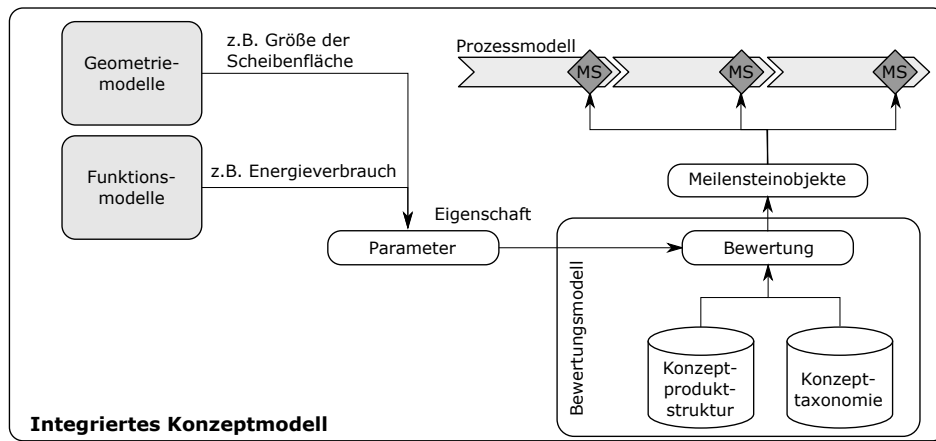 Geometrie-
modelle
z.B. Größe der
Scheibenfläche
Prozessmodell
MS
MS
MS
Funktions-
modelle
z.B. Energieverbrauch
Meilensteinobjekte
Eigenschaft
Parameter
Bewertung
Bewertungsmodell
Konzept-
produkt-
struktur
Konzept-
taxonomie
Integriertes Konzeptmodell